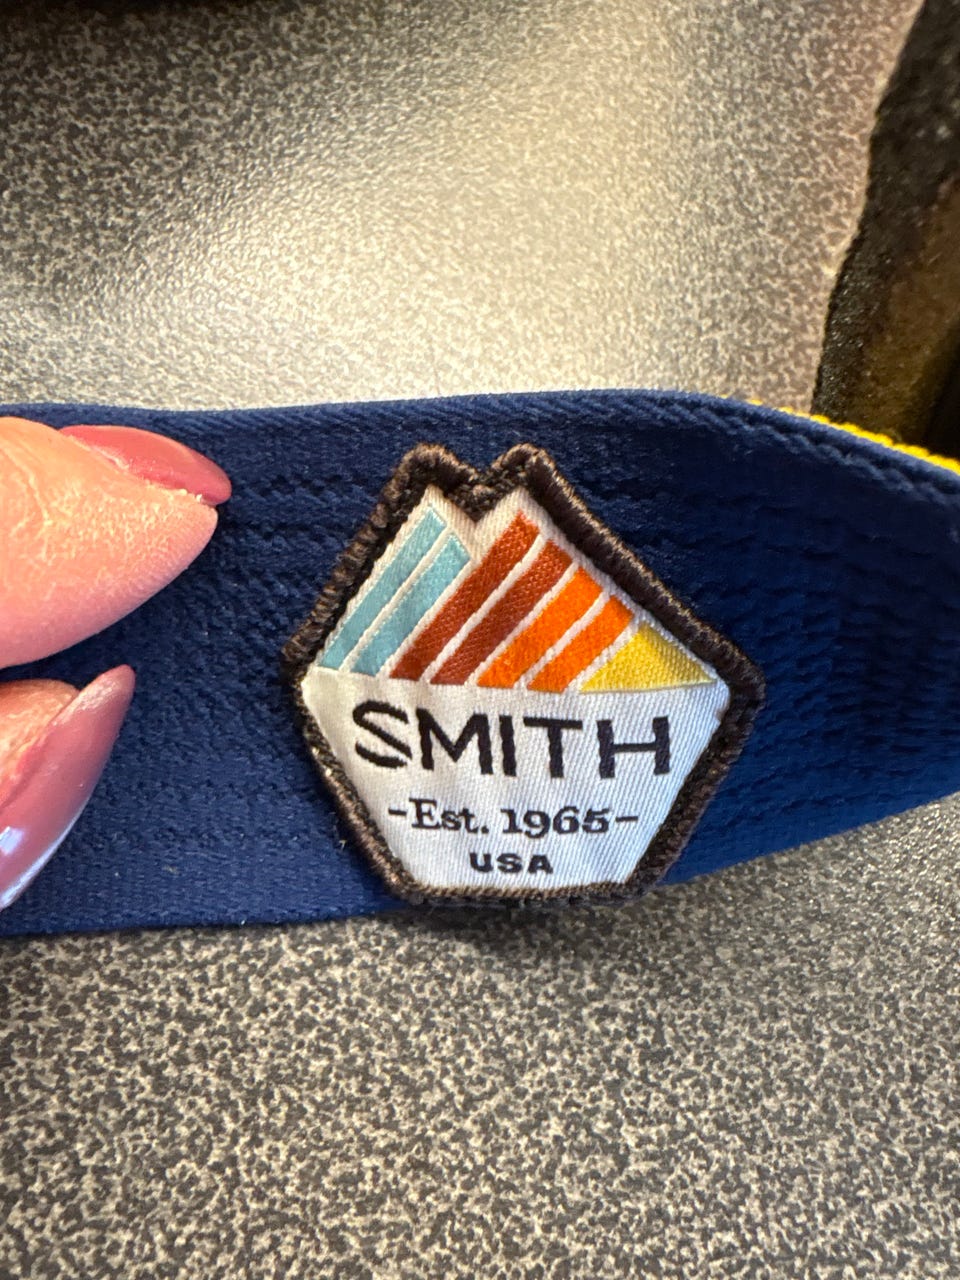 SMITH
-Est. 1965-
USA